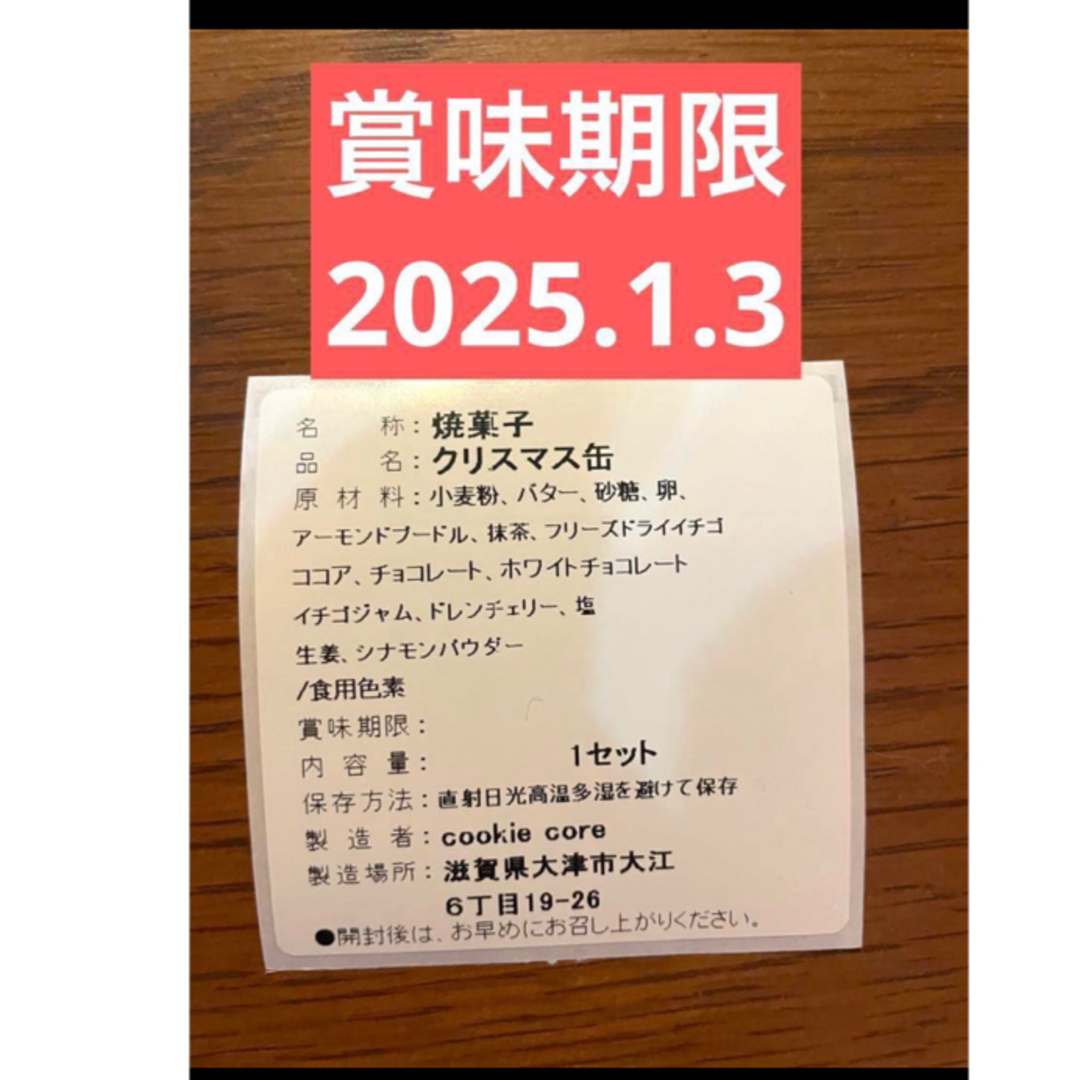 賞味期限
2025.1.3
名称：焼菓子
品名：クリスマス缶
原材料：小麦粉、バター、砂糖、卵、
アーモンドプードル、抹茶、フリーズドライイチゴ
ココア、チョコレート、ホワイトチョコレート
イチゴジャム、ドレンチェリー、塩
生姜、シナモンパウダー
/食用色素
賞味期限：
内容量：1セット
保存方法：直射日光高温多湿を避けて保存
製造者：cookie core
製造場所：滋賀県大津市大江
6丁目19-26
●開封後は、お早めにお召し上がりください。